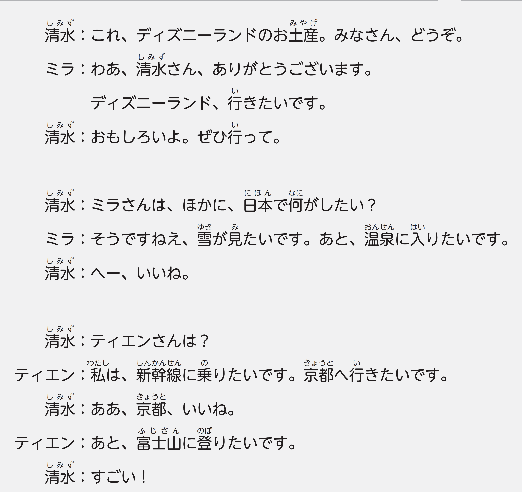 清水：これ、ディズニーランドのお土産。みなさん、どうぞ。
ミラ：わあ、清水さん、ありがとうございます。
ディズニーランド、行きたいです。
清水：おもしろいよ。ぜひ行って。
清水：ミラさんは、ほかに、日本で何がしたい？
ミラ：そうですねえ、雪が見たいです。あと、温泉に入りたいです。
清水：へー、いいね。
清水：ティエンさんは？
ティエン：私は、新幹線に乗りたいです。京都へ行きたいです。
清水：ああ、京都、いいね。
ティエン：あと、富士山に登りたいです。
清水：すごい！